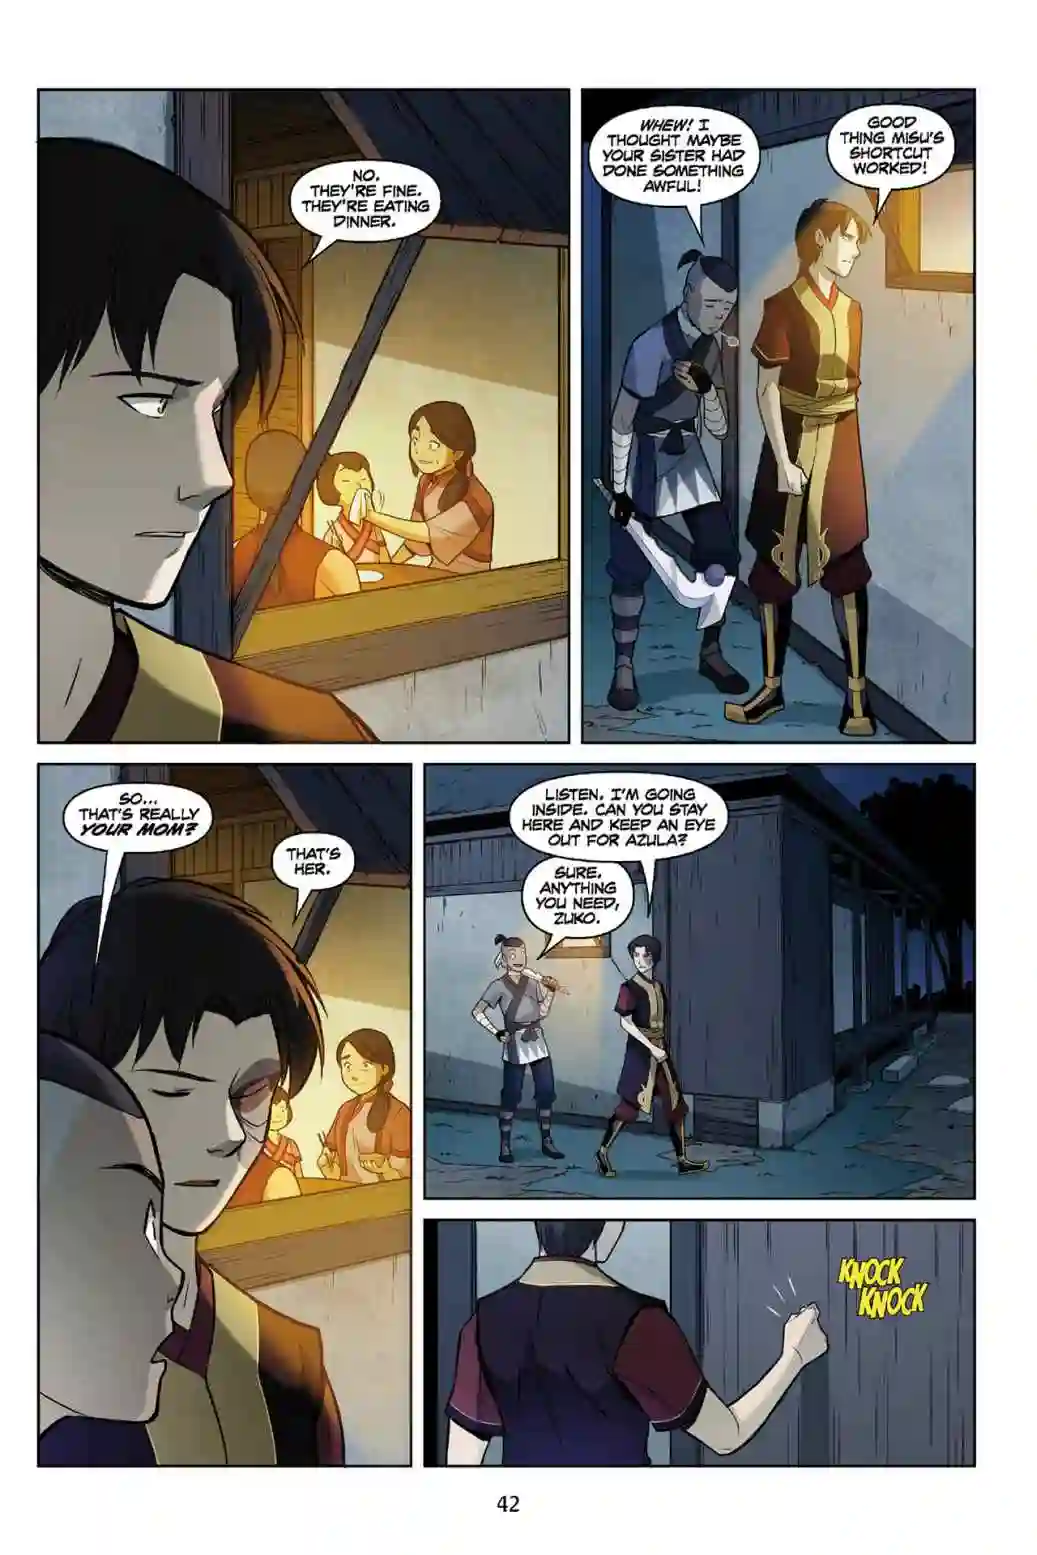 NO.
THEY'RE FINE.
THEY'RE EATING
DINNER.
WHEW! I
THOUGHT MAYBE
YOUR SISTER HAD
DONE SOMETHING
AWFUL!
GOOD
THING MISU'S
SHORTCUT
WORKED!
SO...
THAT'S REALLY
YOUR MOM?
THAT'S
HER.
LISTEN. I'M GOING
INSIDE. CAN YOU STAY
HERE AND KEEP AN EYE
OUT FOR AZULA?
SURE.
ANYTHING
YOU NEED,
ZUKO.
KNOCK
KNOCK
42